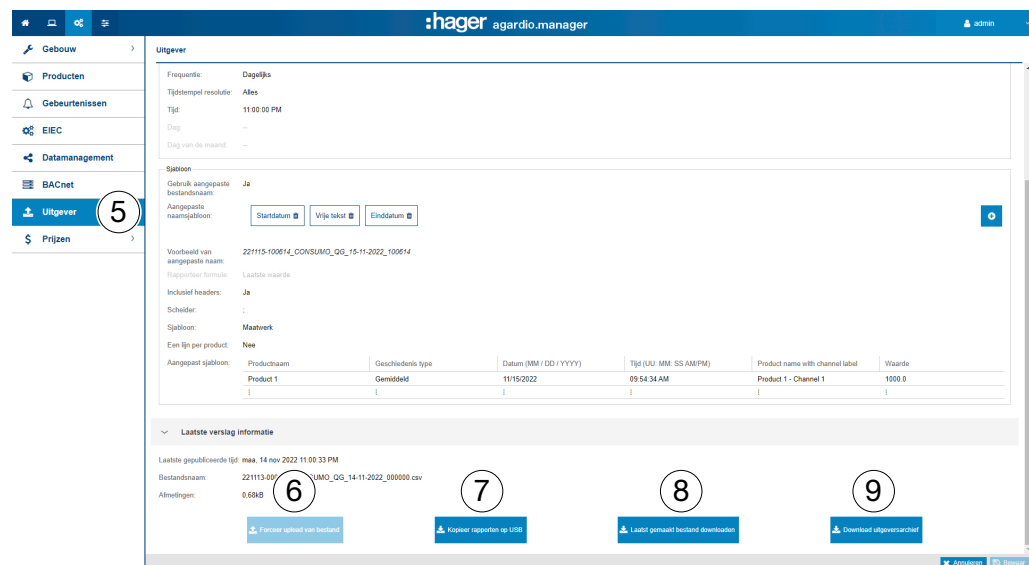 :hager agardio.manager
admin
Gebouw
Uitgever
Producten
Gebeurtenissen
EIEC
Datamanagement
BACnet
Uitgever
5
Prijzen
Frequentie: Dagelijks
Tijdstempel resolutie: Alles
Tijd: 11:00:00 PM
Dag: --
Dag van de maand: --
Sjabloon
Gebruik aangepaste bestandsnaam: Ja
Aangepaste naamsjabloon: Startdatum Vrije tekst Einddatum
Voorbeeld van aangepaste naam: 221115-100614_CONSUMO_QG_15-11-2022_100614
Rapporteer formule: Laatste waarde
Inclusief headers: Ja
Scheider: ;
Sjabloon: Maatwerk
Een lijn per product: Nee
Aangepast sjabloon: Productnaam Geschiedenis type Datum (MM / DD / YYYY) Tijd (UU: MM: SS AM/PM) Product name with channel label Waarde
Product 1 Gemiddeld 11/15/2022 09:54:34 AM Product 1 - Channel 1 1000.0
Laatste verslag informatie
Laatste gepubliceerde tijd: maa, 14 nov 2022 11:00:33 PM
Bestandsnaam: 221113-00 UMO_QG_14-11-2022_000000.csv
Afmetingen: 0,68kB
6
7
8
9
Forceer upload van bestand
Kopieer rapporten op USB
Laatst gemaakt bestand downloaden
Download uitgeversarchief
Annuleren
Bewaar